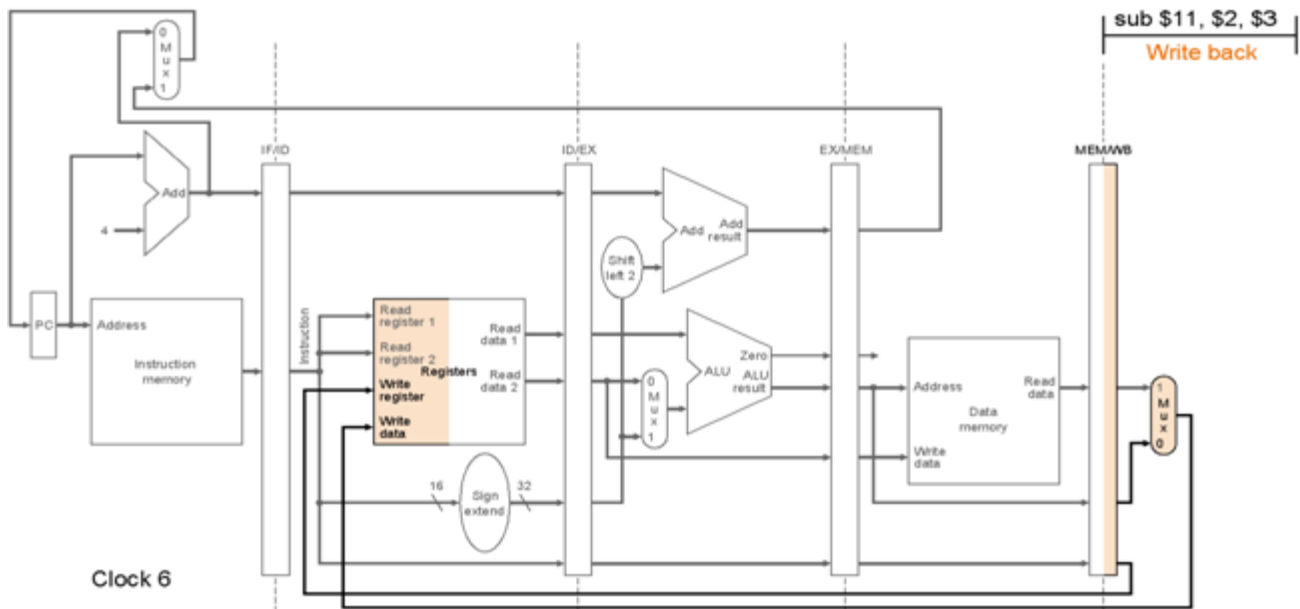 sub $11, $2, $3
Write back
0
M
u
x
1
IF/ID
ID/EX
EX/MEM
MEM/WB
Add
4
Add
Add
result
Shift
left 2
PC
Address
Instruction
memory
Instruction
Read
register 1
Read
register 2
Registers
Write
register
Write
data
Read
data 1
Read
data 2
0
M
u
x
1
Zero
ALU
ALU
result
Address
Read
data
Data
memory
Write
data
1
M
u
x
0
16
Sign
extend
32
Clock 6